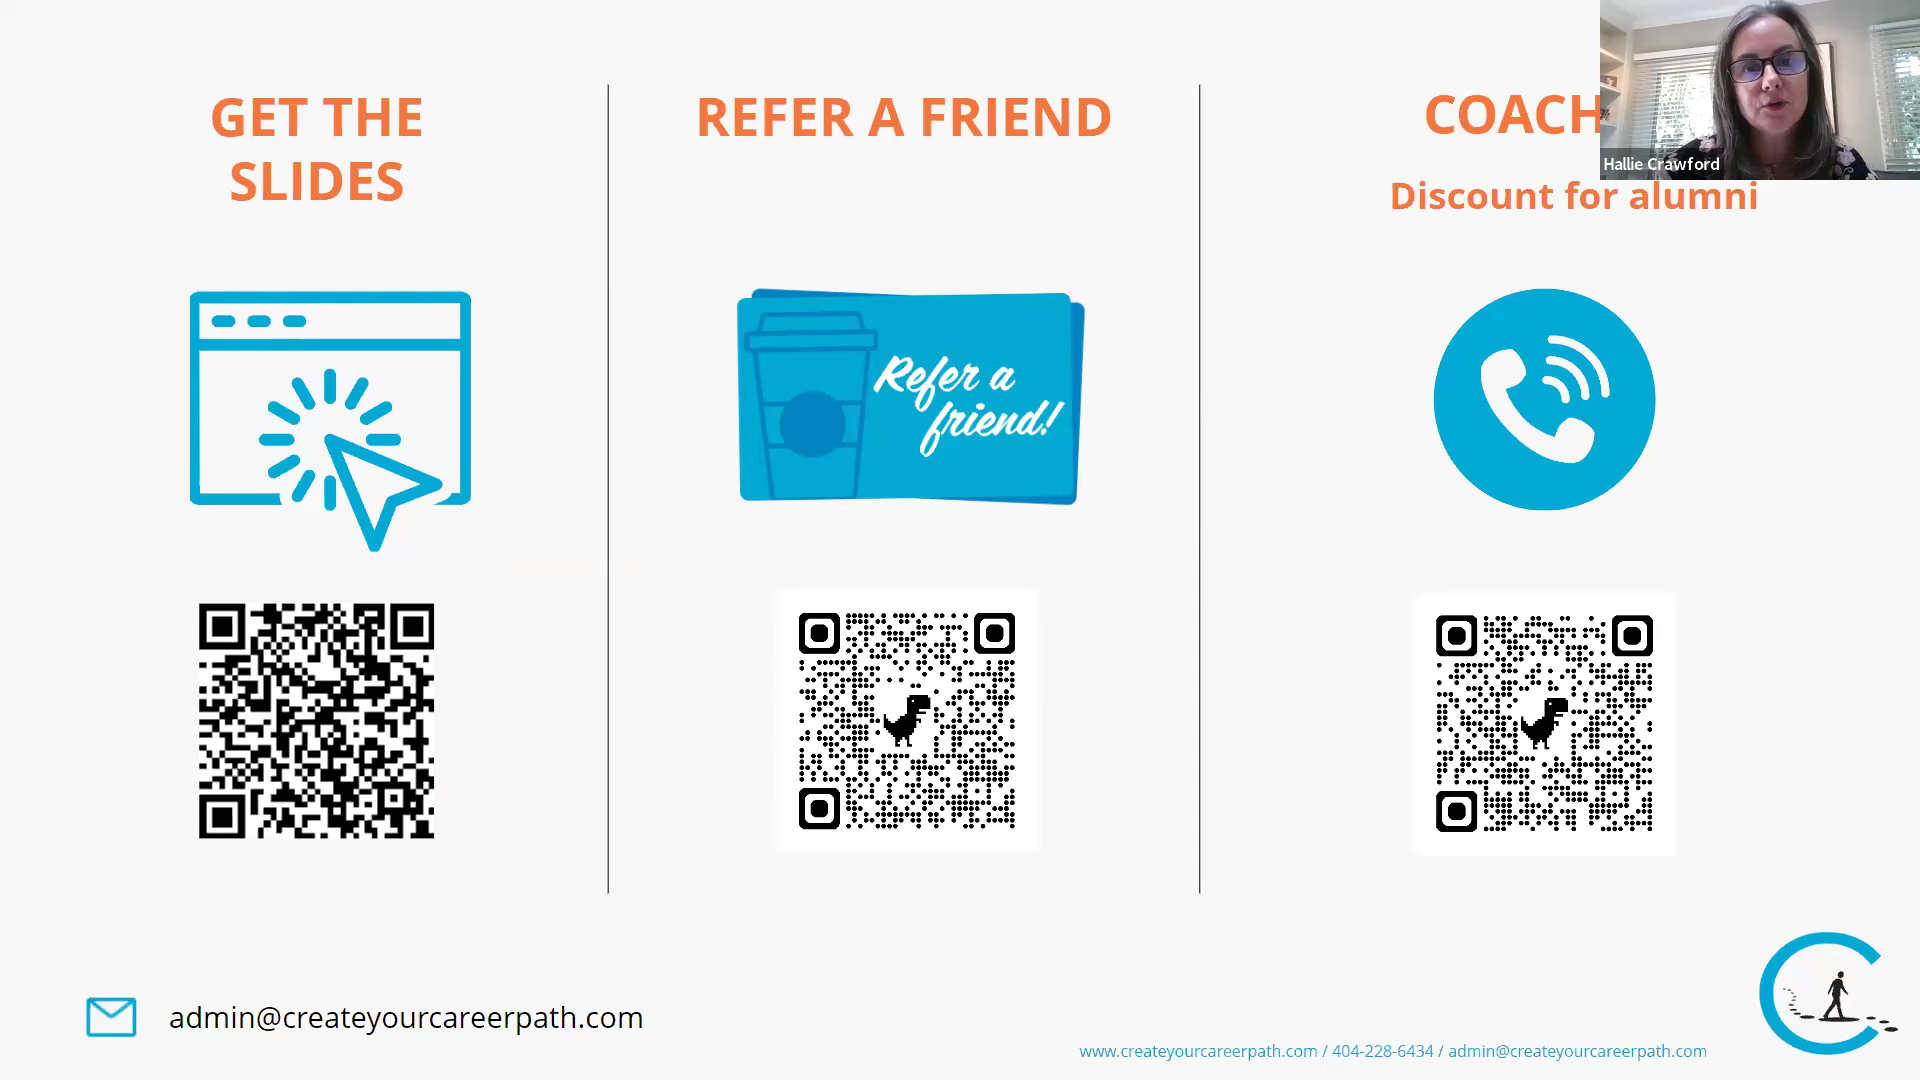 GET THE
SLIDES
REFER A FRIEND
COACH
Discount for alumni
Hallie Crawford
Refer a
friend!
admin@createyourcareerpath.com
www.createyourcareerpath.com / 404-228-6434 / admin@createyourcareerpath.com